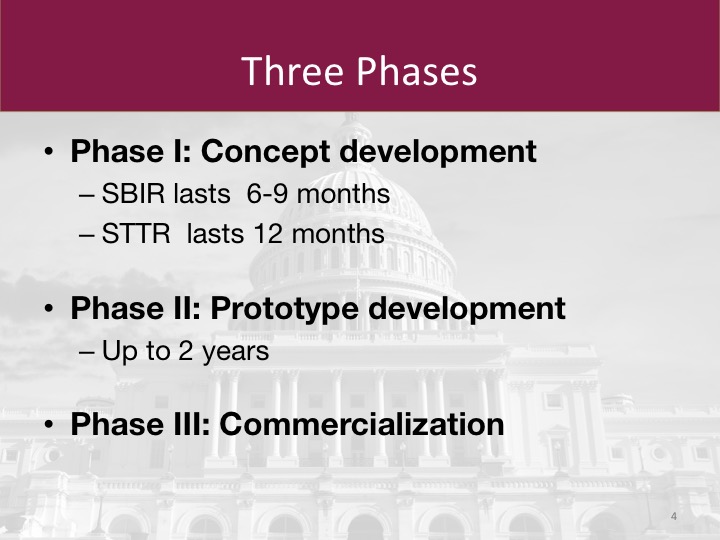 Three Phases
• Phase I: Concept development
– SBIR lasts  6-9 months
– STTR  lasts 12 months
• Phase II: Prototype development
– Up to 2 years
• Phase III: Commercialization
4